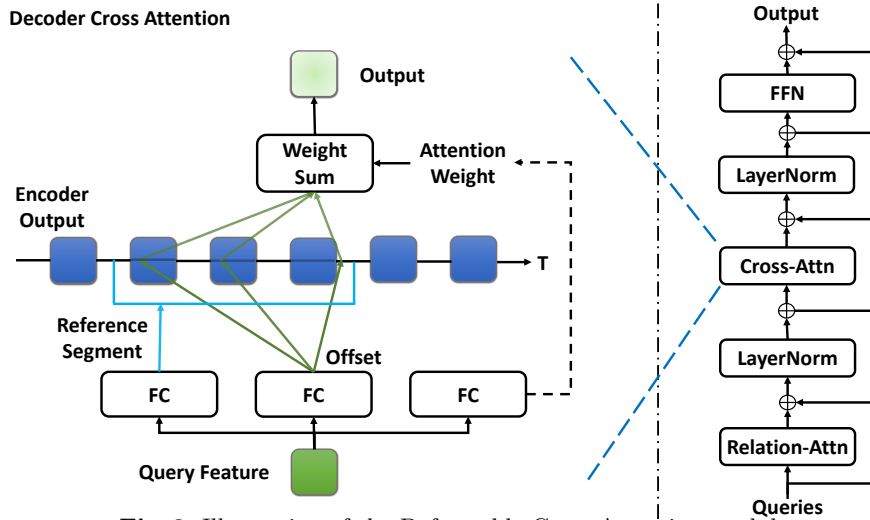 Decoder Cross Attention
Output
Weight
Sum
Attention
Weight
Encoder
Output
T
Reference
Segment
Offset
FC
FC
FC
Query Feature
Output
FFN
LayerNorm
Cross-Attn
LayerNorm
Relation-Attn
Queries